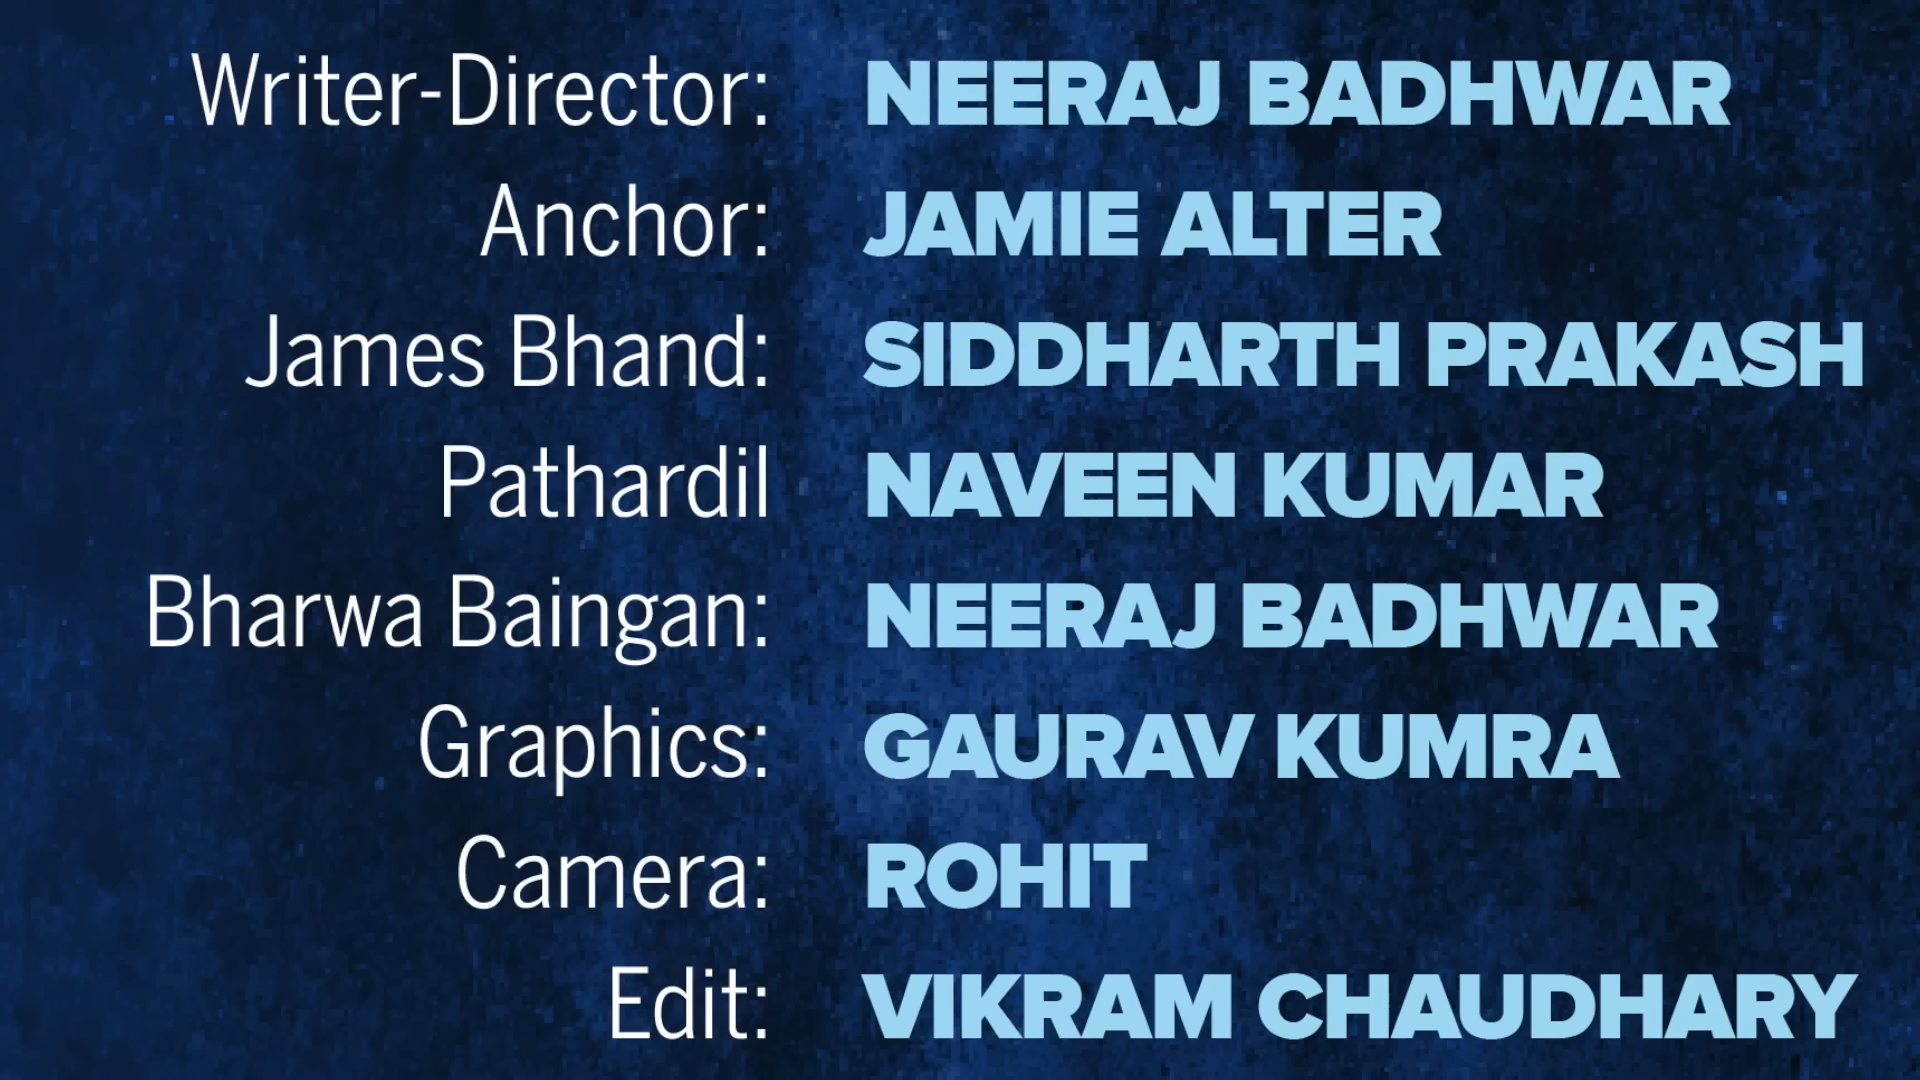 Writer-Director: NEERAJ BADHWAR
Anchor: JAMIE ALTER
James Bhand: SIDDHARTH PRAKASH
Pathardil NAVEEN KUMAR
Bharwa Baingan: NEERAJ BADHWAR
Graphics: GAURAV KUMRA
Camera: ROHIT
Edit: VIKRAM CHAUDHARY